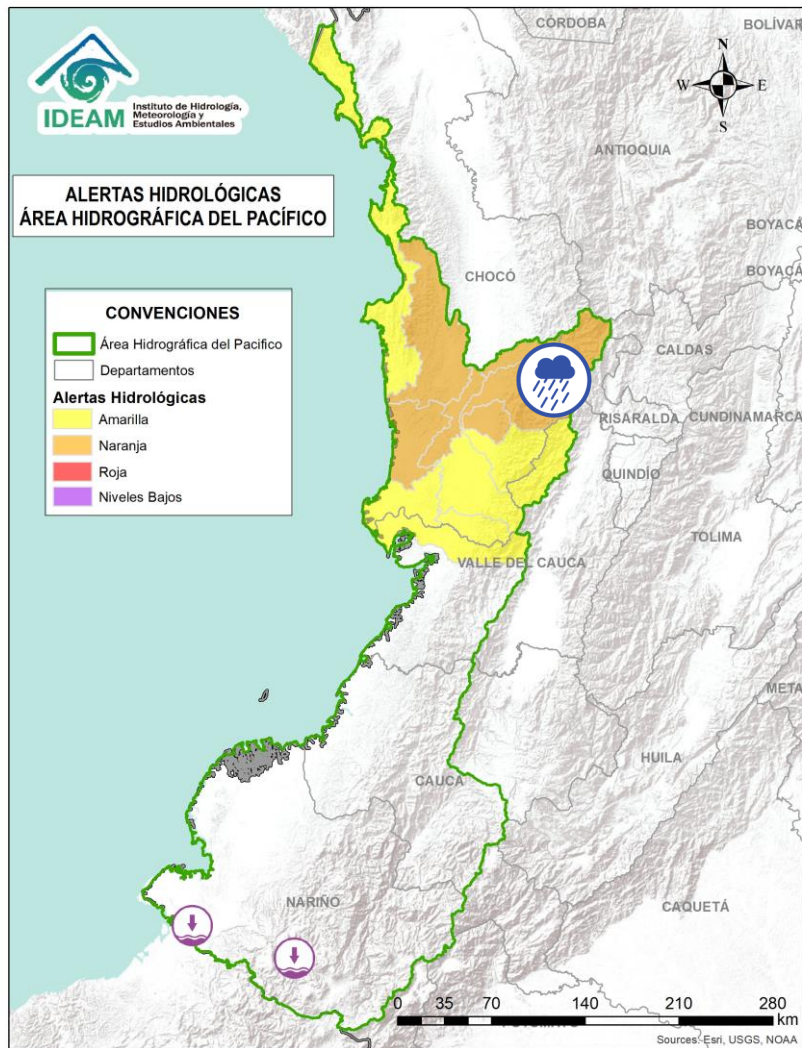 IDEAM
Instituto de Hidrología,
Meteorología y
Estudios Ambientales
ALERTAS HIDROLÓGICAS
ÁREA HIDROGRÁFICA DEL PACÍFICO
CONVENCIONES
Área Hidrográfica del Pacifico
Departamentos
Alertas Hidrológicas
Amarilla
Naranja
Roja
Niveles Bajos
CÓRDOBA
BOLÍVAR
N
W
E
S
ANTIOQUIA
BOYACÁ
BOYACÁ
CHOCÓ
CALDAS
RISARALDA
CUNDINAMARCA
QUINDÍO
TOLIMA
VALLE DEL CAUCA
META
HUILA
CAUCA
NARIÑO
CAQUETÁ
0 35 70 140 210 280
km
Sources: Esri, USGS, NOAA